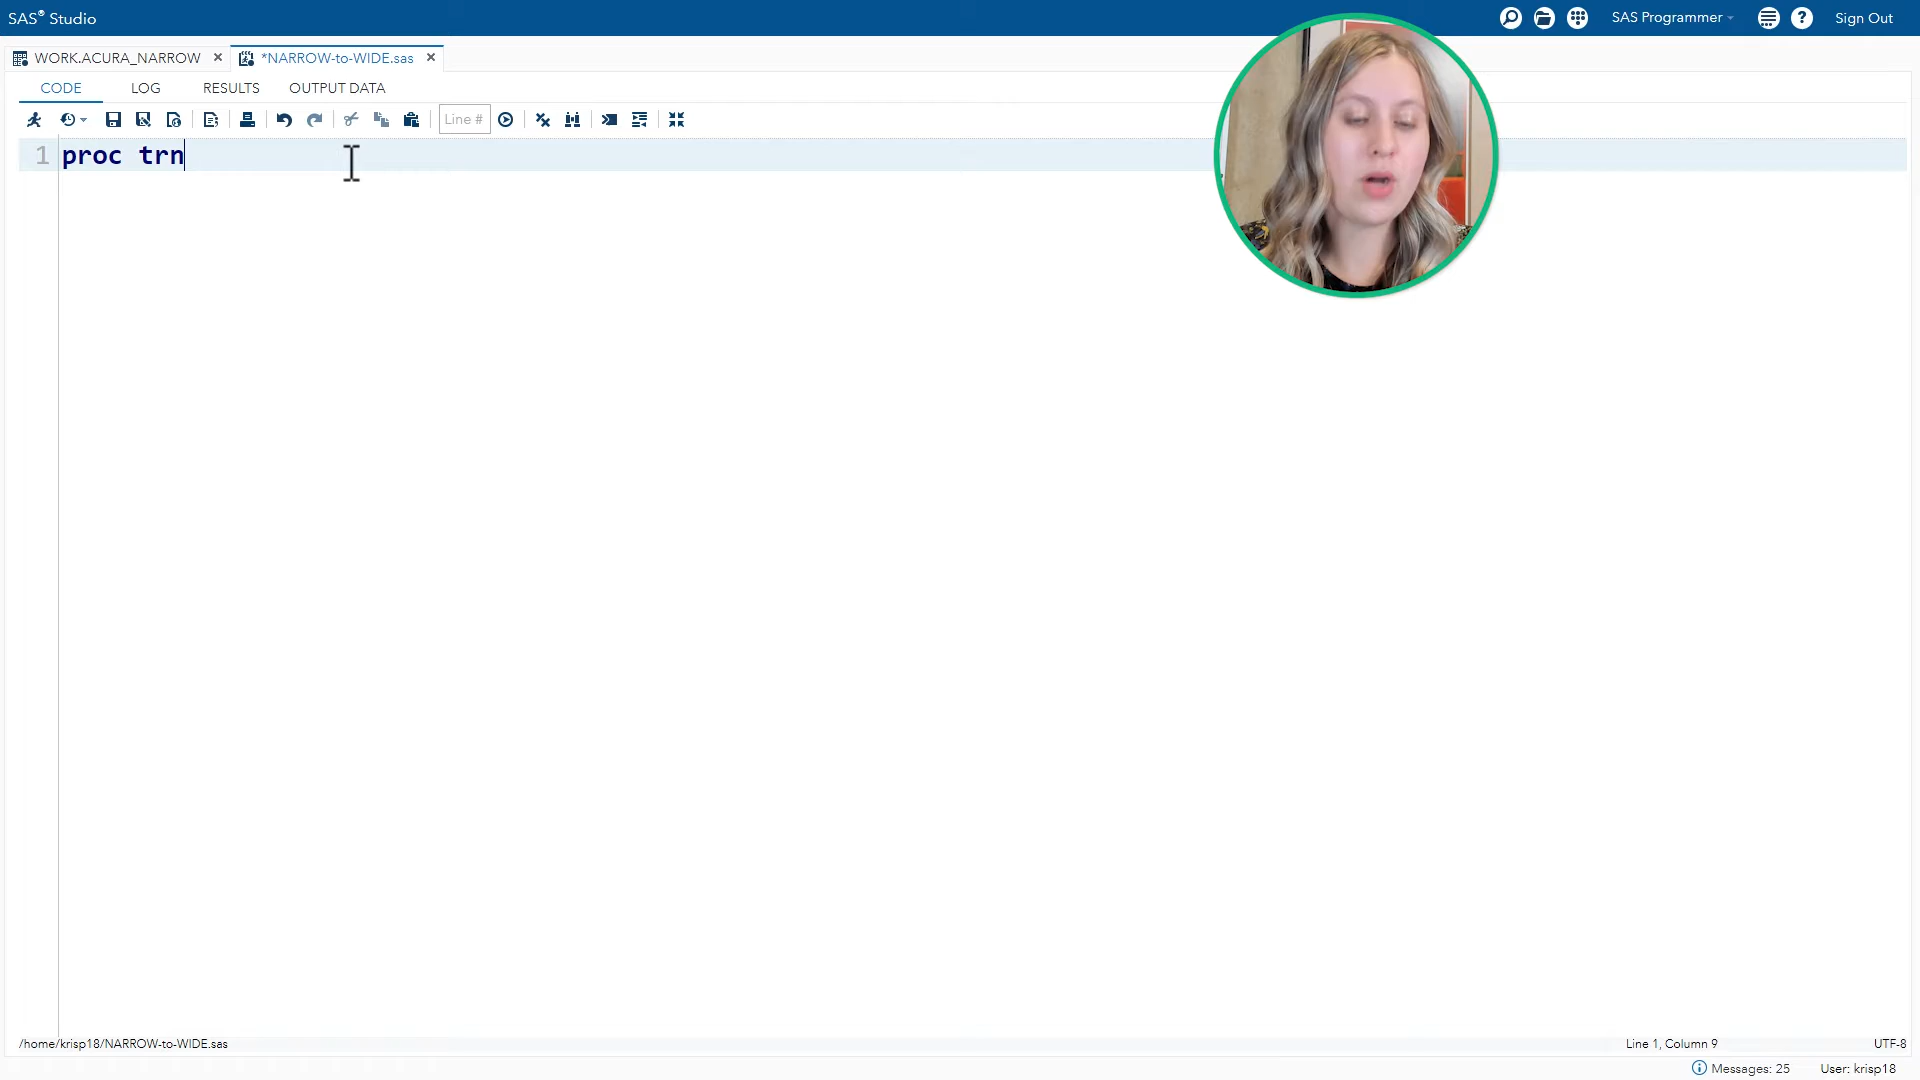 SAS® Studio
SAS Programmer
Sign Out
WORK.ACURA_NARROW
*NARROW-to-WIDE.sas
CODE
LOG
RESULTS
OUTPUT DATA
Line #
1 proc trn
/home/krisp18/NARROW-to-WIDE.sas
Line 1, Column 9
UTF-8
Messages: 25
User: krisp18